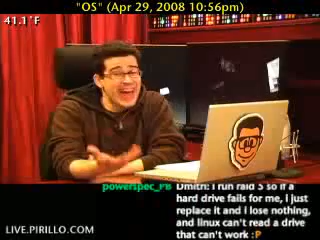 "OS" (Apr 29, 2008 10:56pm)
41.1°F
powerspec_PB Dmith: I run raid 5 so if a
hard drive fails for me, I just
replace it and i lose nothing,
and linux can't read a drive
that can't work :P
LIVE.PIRILLO.COM